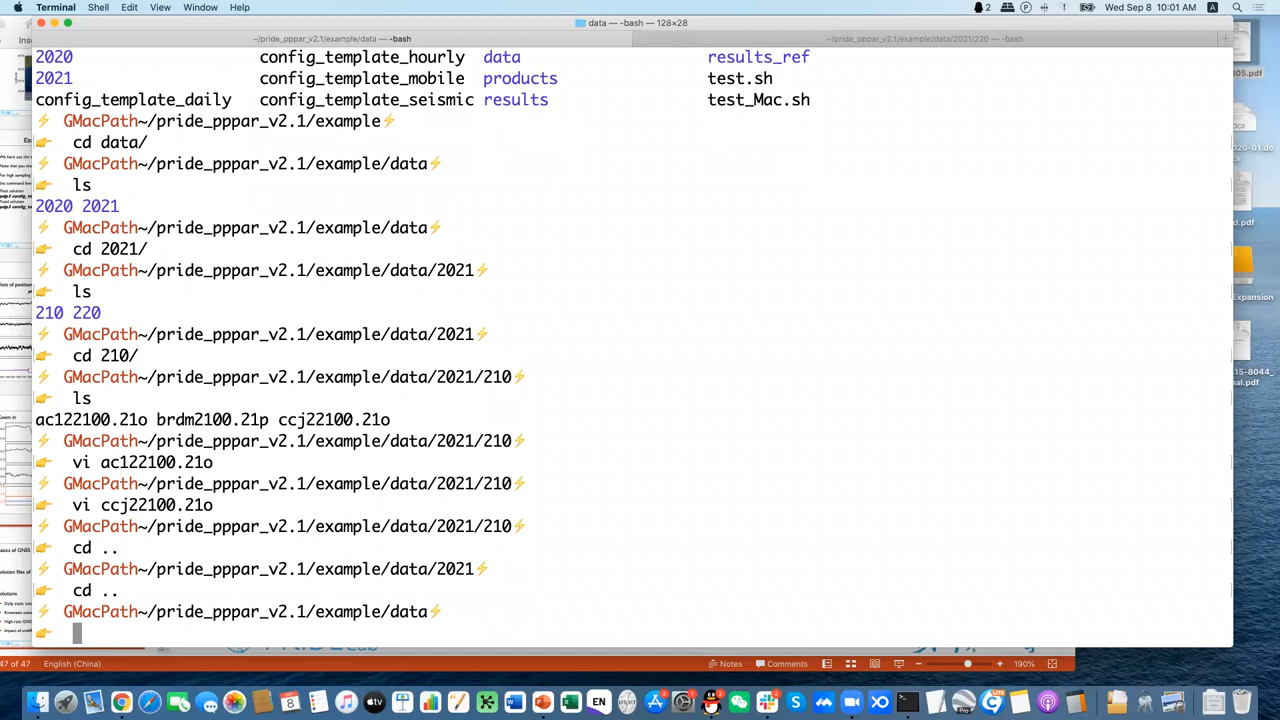 Terminal Shell Edit View Window Help 2 Wed Sep 8 10:01 AM
data — -bash — 128×28
~/pride_pppar_v2.1/example/data — -bash ~/pride_pppar_v2.1/example/data/2021/220 — -bash
2020 config_template_hourly data results_ref
2021 config_template_mobile products test.sh
config_template_daily config_template_seismic results test_Mac.sh
GMacPath~/pride_pppar_v2.1/example
cd data/
GMacPath~/pride_pppar_v2.1/example/data
ls
2020 2021
GMacPath~/pride_pppar_v2.1/example/data
cd 2021/
GMacPath~/pride_pppar_v2.1/example/data/2021
ls
210 220
GMacPath~/pride_pppar_v2.1/example/data/2021
cd 210/
GMacPath~/pride_pppar_v2.1/example/data/2021/210
ls
ac122100.21o brdm2100.21p ccj22100.21o
GMacPath~/pride_pppar_v2.1/example/data/2021/210
vi ac122100.21o
GMacPath~/pride_pppar_v2.1/example/data/2021/210
vi ccj22100.21o
GMacPath~/pride_pppar_v2.1/example/data/2021/210
cd ..
GMacPath~/pride_pppar_v2.1/example/data/2021
cd ..
GMacPath~/pride_pppar_v2.1/example/data
47 of 47 English (China) Notes Comments 190%